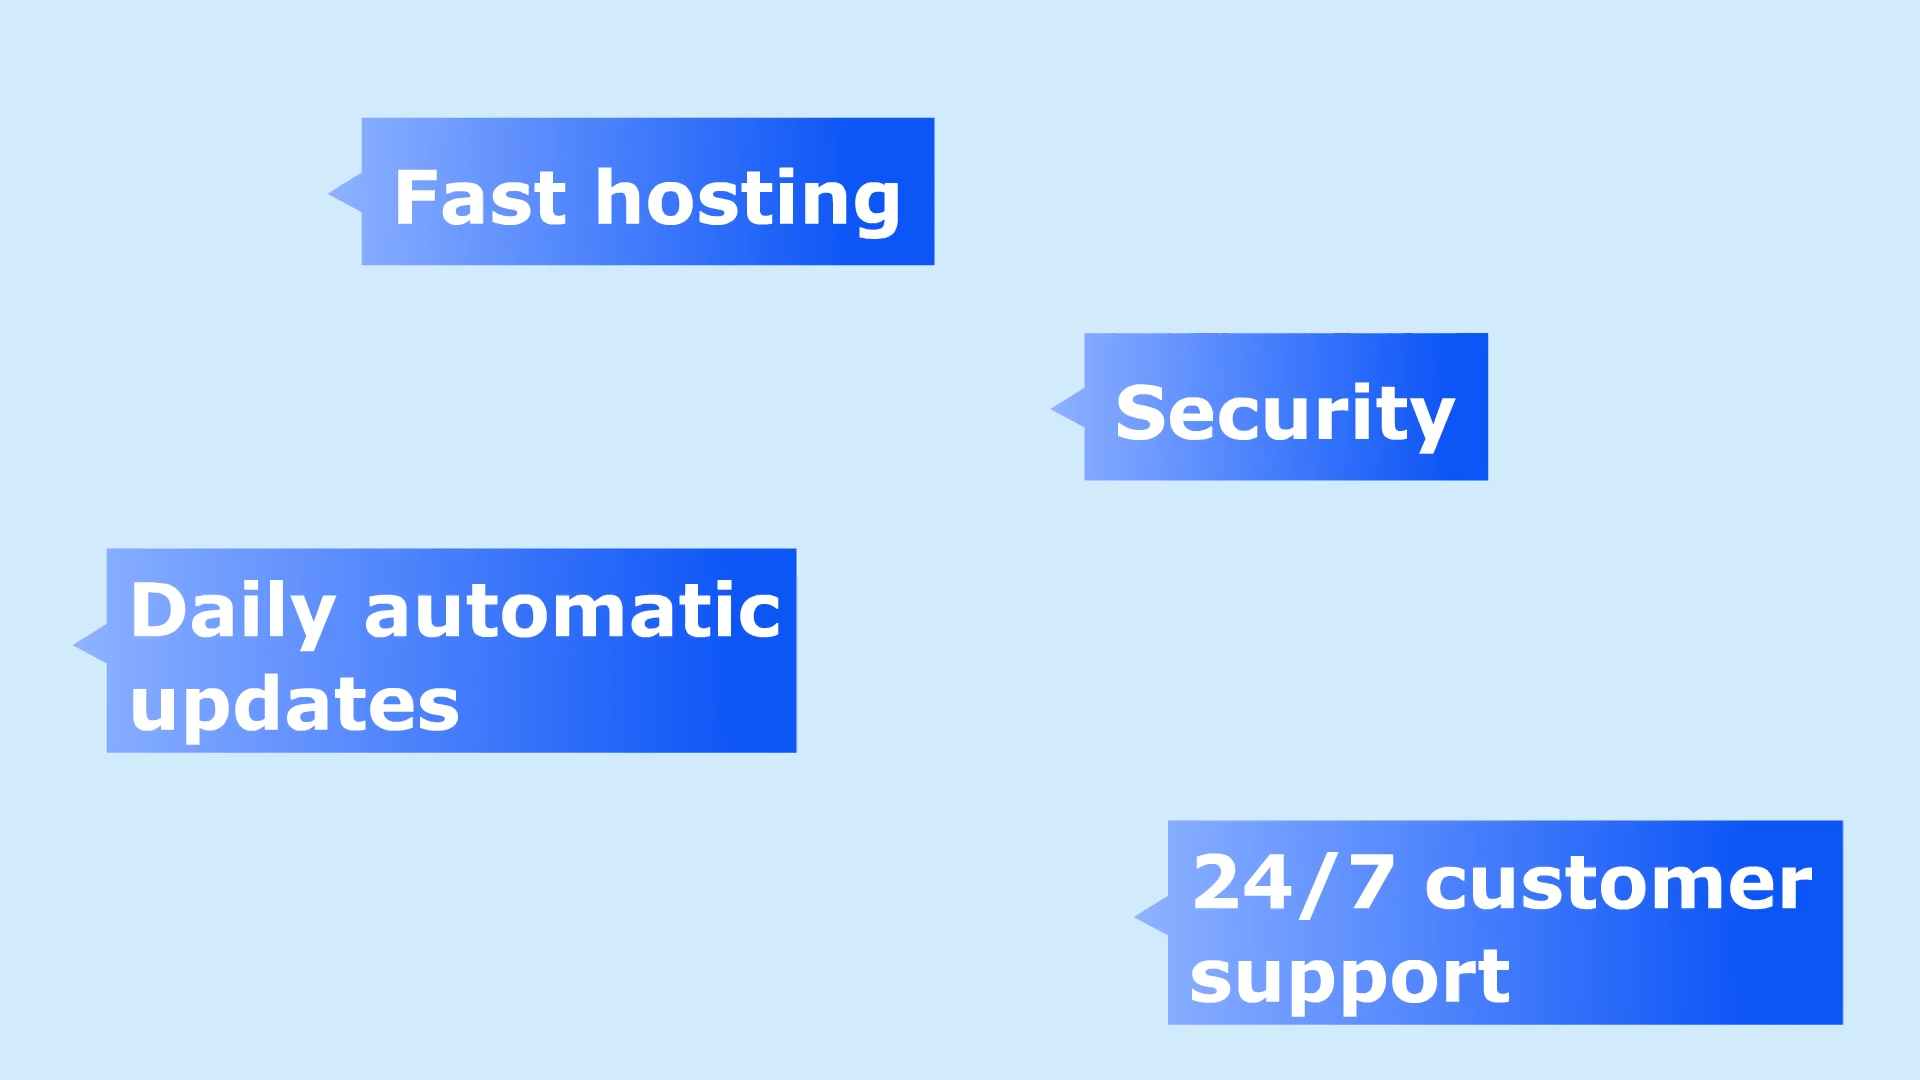 Fast hosting
Security
Daily automatic
updates
24/7 customer
support